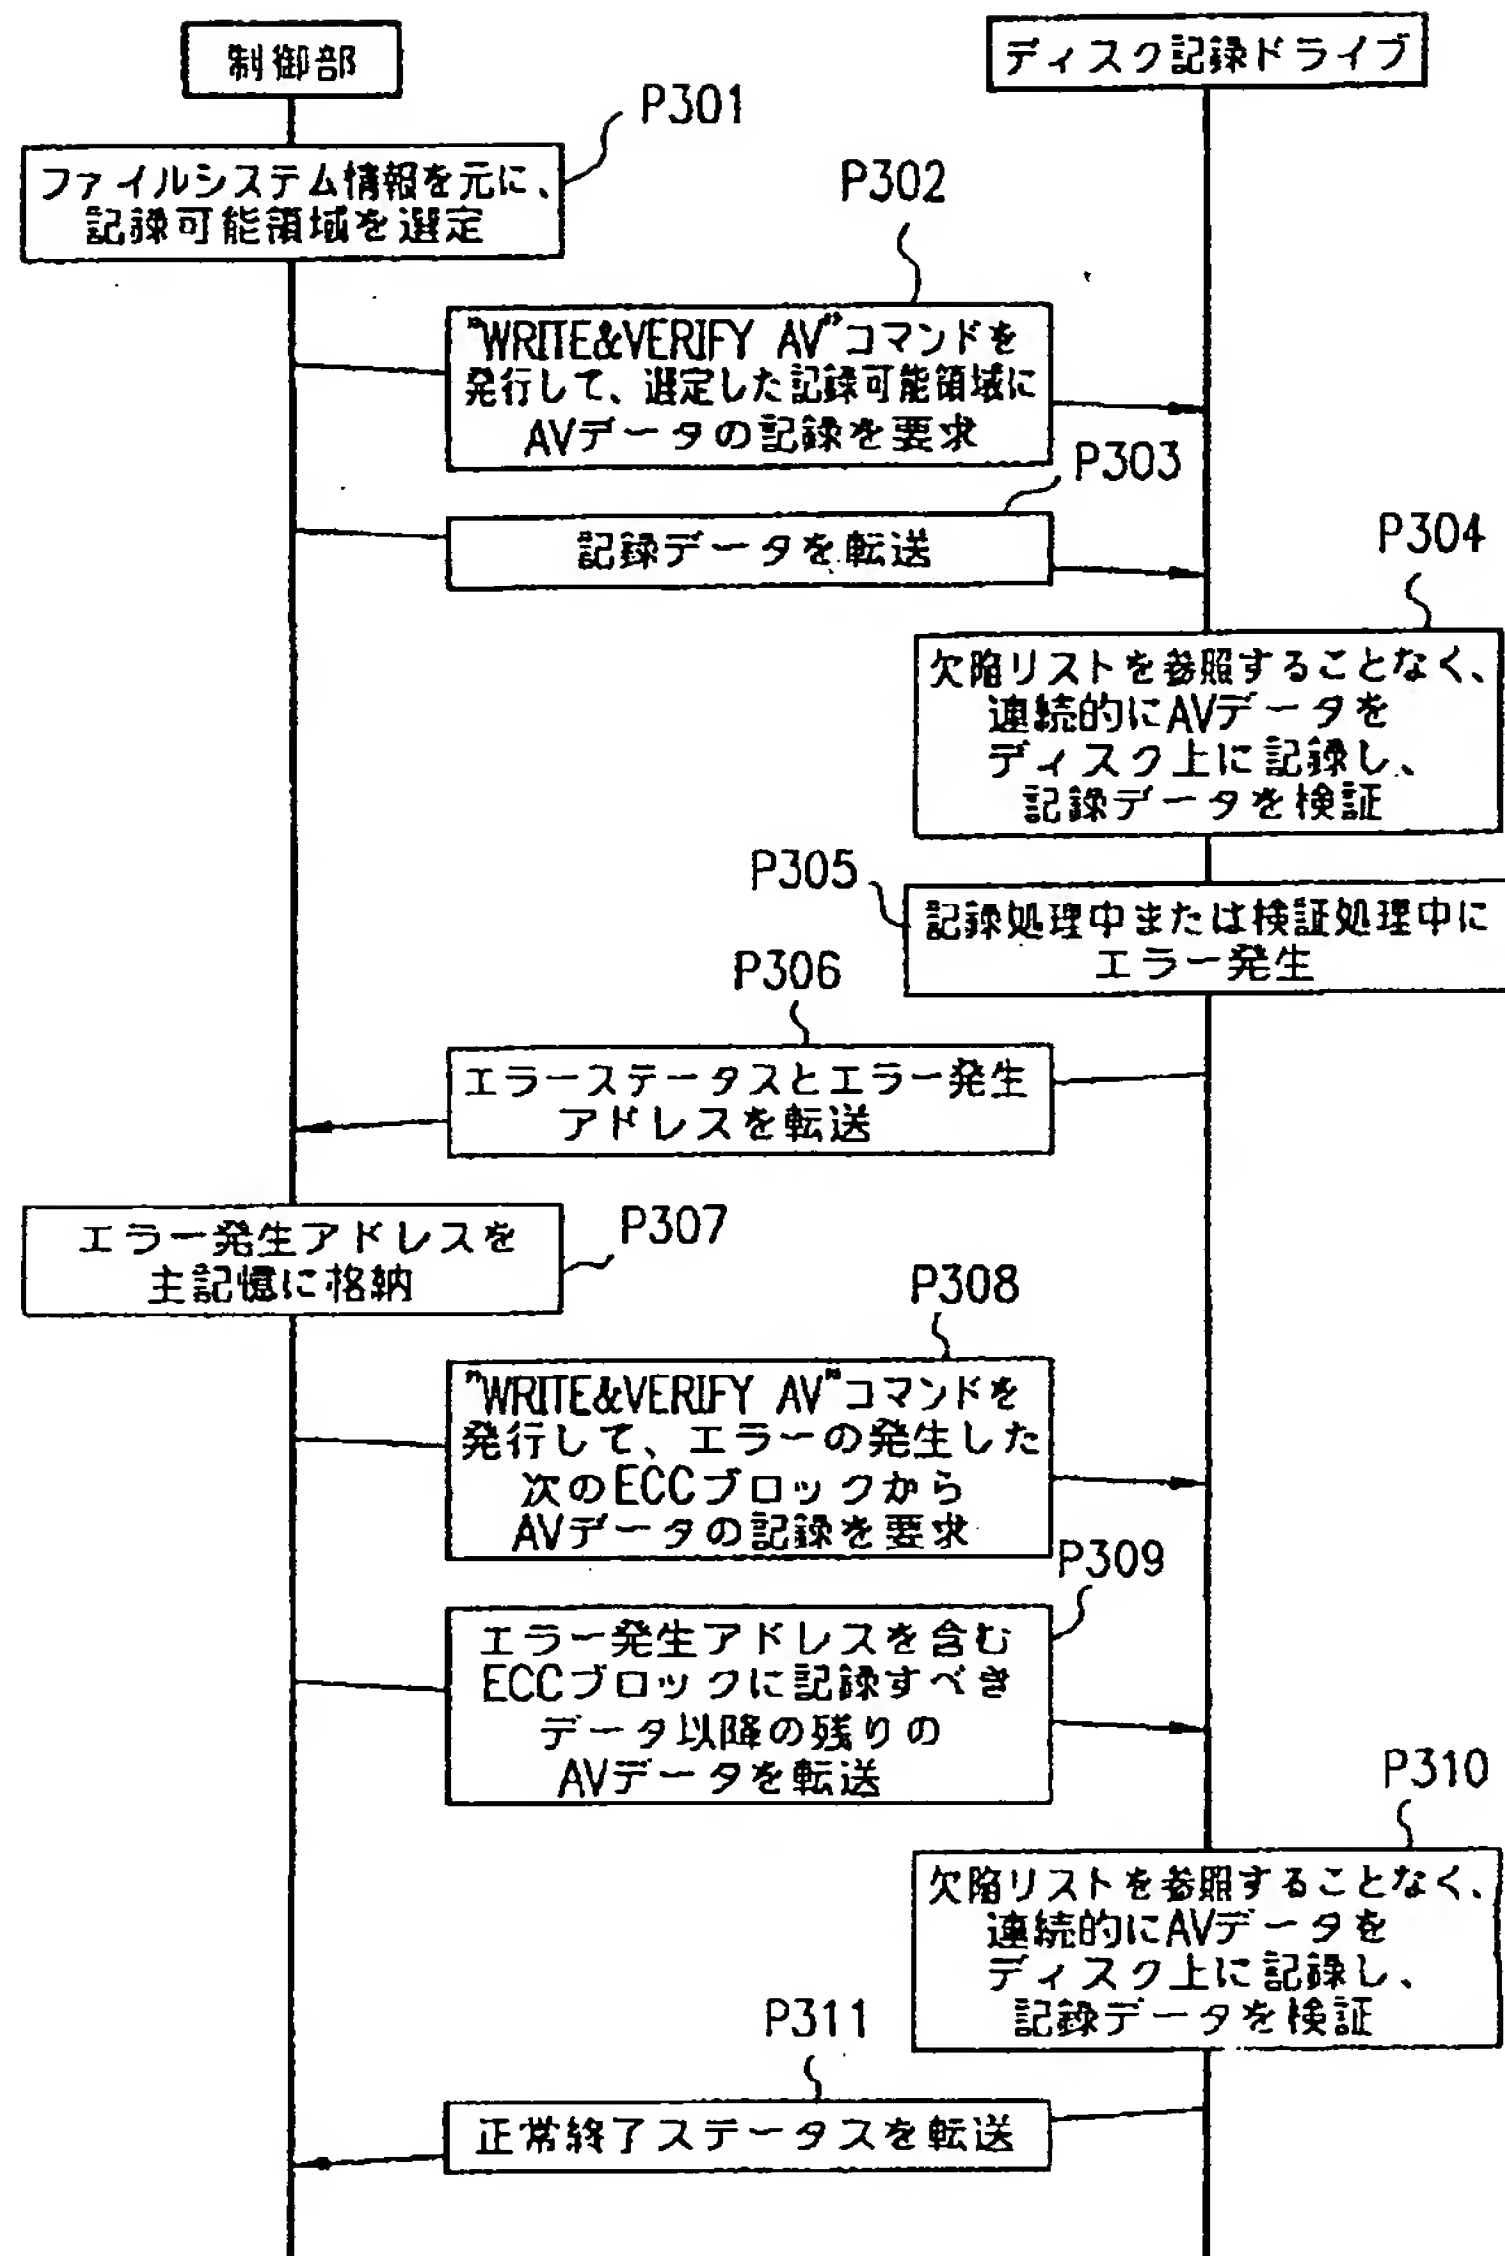 制御部
ディスク記録ドライブ
P301
ファイルシステム情報を元に、
記録可能領域を選定
P302
"WRITE&VERIFY AV"コマンドを
発行して、選定した記録可能領域に
AVデータの記録を要求
P303
記録データを転送
P304
欠陥リストを参照することなく、
連続的にAVデータを
ディスク上に記録し、
記録データを検証
P305
記録処理中または検証処理中に
エラー発生
P306
エラーステータスとエラー発生
アドレスを転送
P307
エラー発生アドレスを
主記憶に格納
P308
"WRITE&VERIFY AV"コマンドを
発行して、エラーの発生した
次のECCブロックから
AVデータの記録を要求
P309
エラー発生アドレスを含む
ECCブロックに記録すべき
データ以降の残りの
AVデータを転送
P310
欠陥リストを参照することなく、
連続的にAVデータを
ディスク上に記録し、
記録データを検証
P311
正常終了ステータスを転送